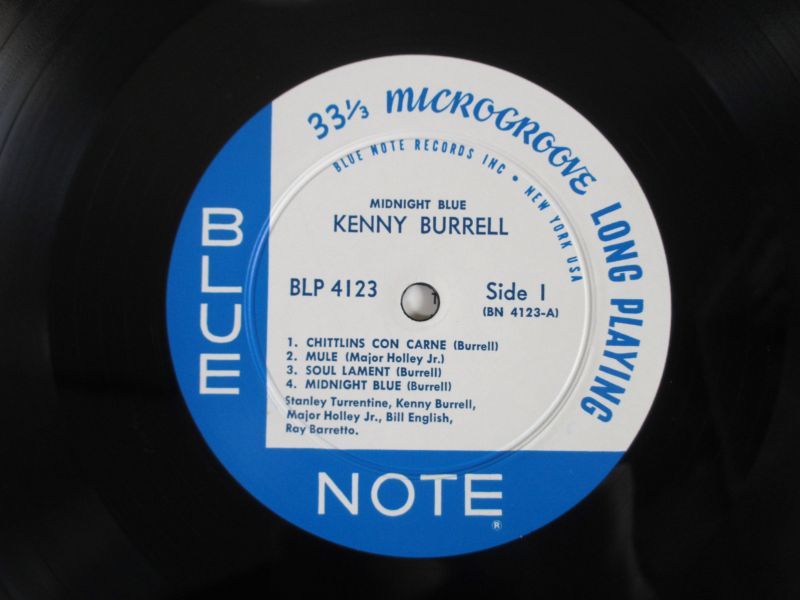 33⅓ MICROGROOVE LONG PLAYING
BLUE NOTE RECORDS INC • NEW YORK USA
MIDNIGHT BLUE
KENNY BURRELL
BLP 4123
Side 1
(BN 4123-A)
1. CHITTLINS CON CARNE (Burrell)
2. MULE (Major Holley Jr.)
3. SOUL LAMENT (Burrell)
4. MIDNIGHT BLUE (Burrell)
Stanley Turrentine, Kenny Burrell,
Major Holley Jr., Bill English,
Ray Barretto.
BLUE
NOTE
®